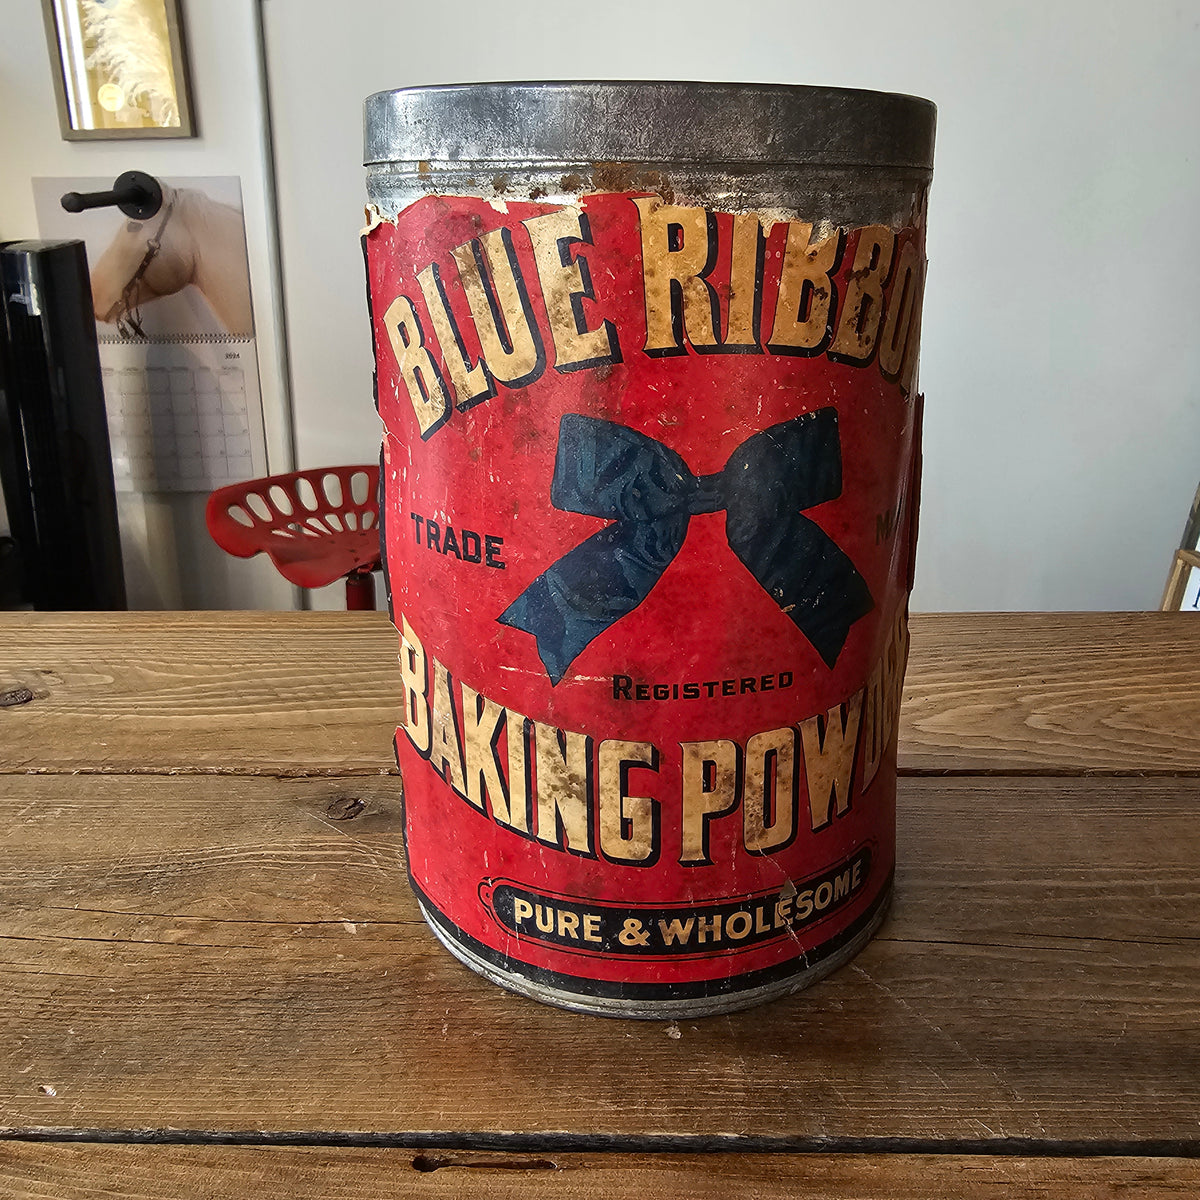 BLUE RIBBO
TRADE
REGISTERED
BAKING POW
PURE & WHOLESOME